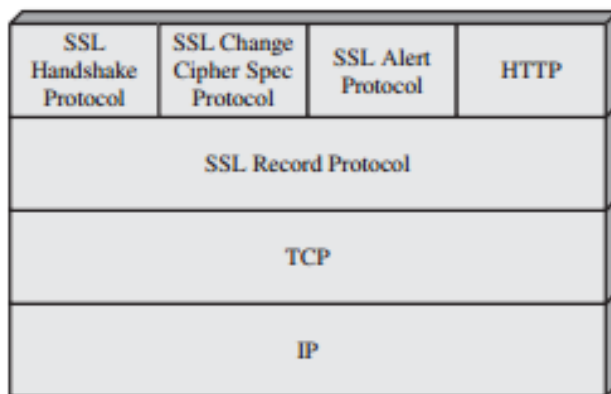 SSL
Handshake
Protocol
SSL Change
Cipher Spec
Protocol
SSL Alert
Protocol
HTTP
SSL Record Protocol
TCP
IP